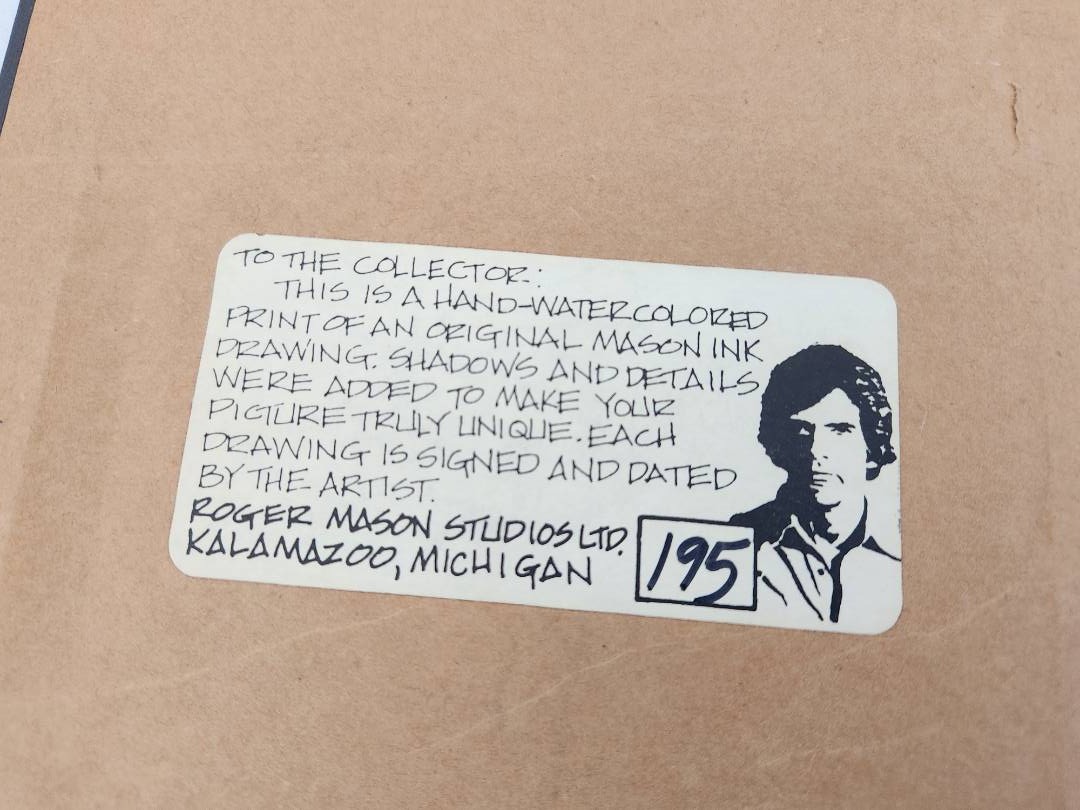 TO THE COLLECTOR:
THIS IS A HAND-WATERCOLORED
PRINT OF AN ORIGINAL MASON INK
DRAWING. SHADOWS AND DETAILS
WERE ADDED TO MAKE YOUR
PICTURE TRULY UNIQUE. EACH
DRAWING IS SIGNED AND DATED
BY THE ARTIST.
ROGER MASON STUDIOS LTD.
KALAMAZOO, MICHIGAN
195